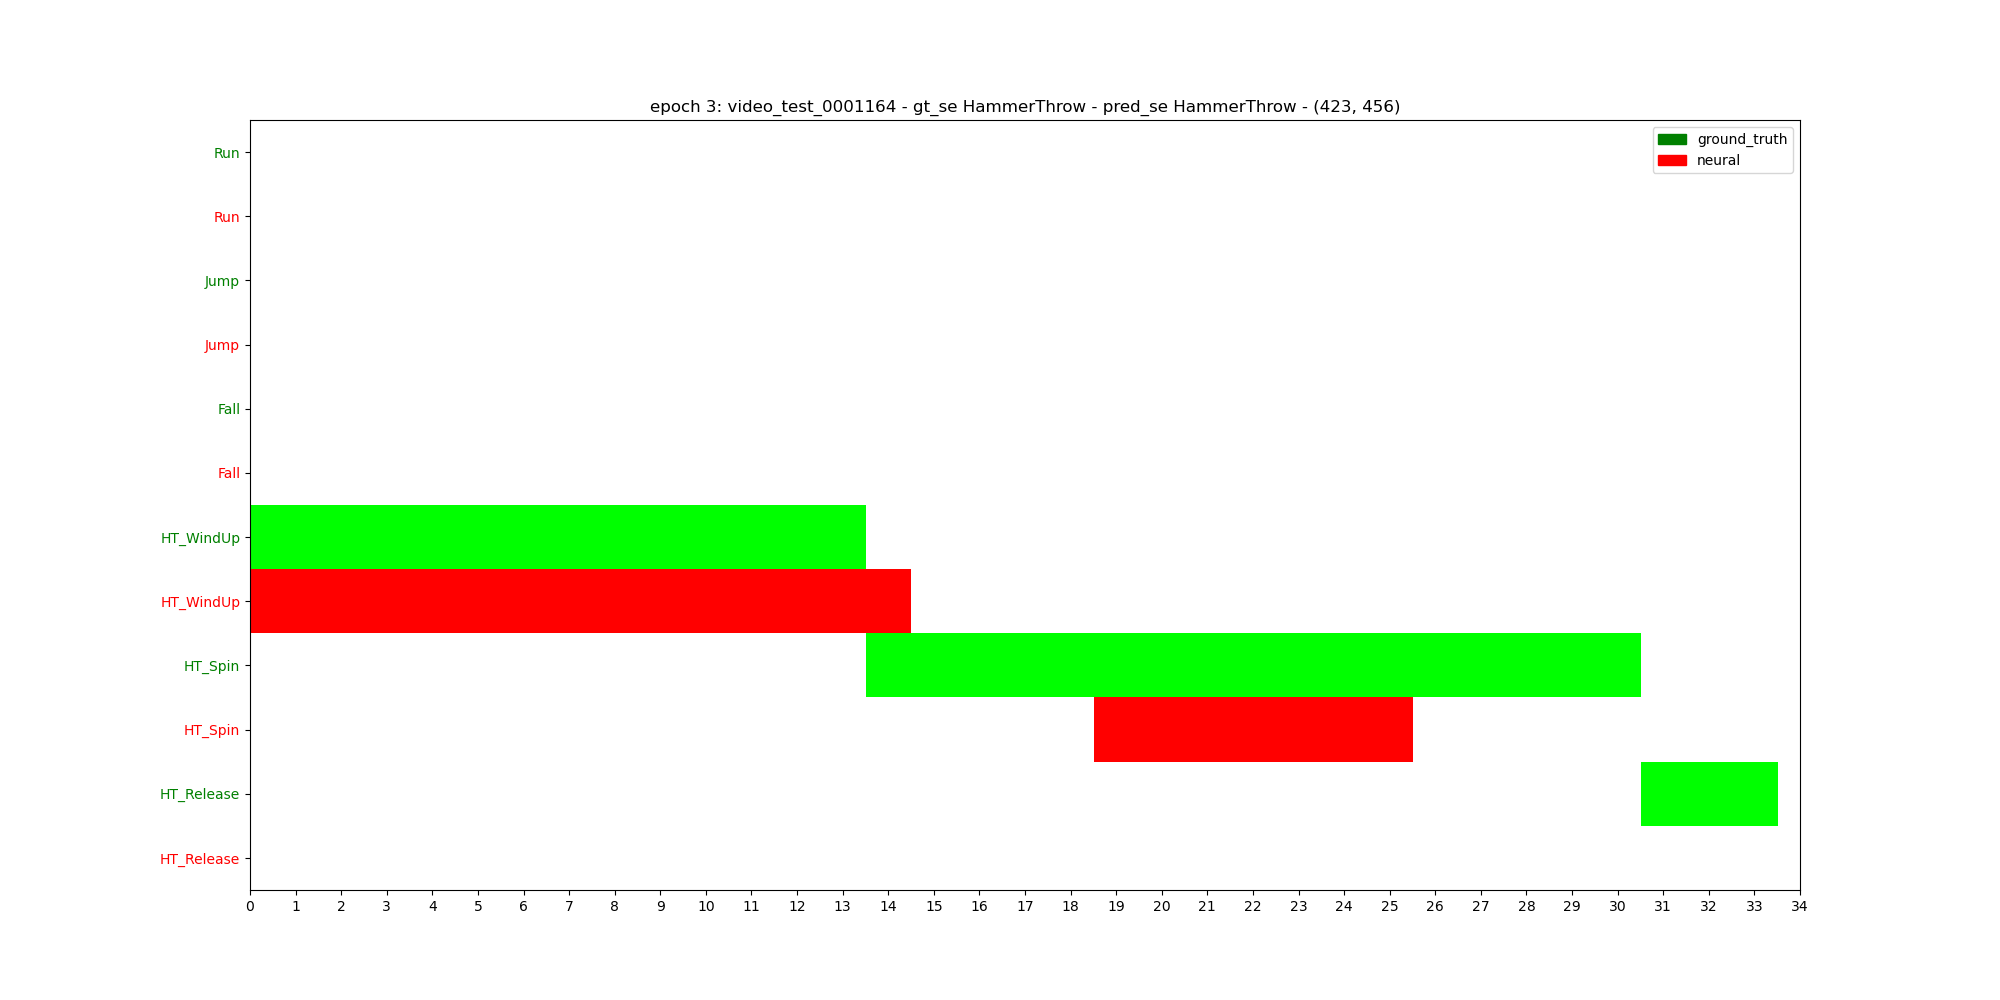 epoch 3: video_test_0001164 - gt_se HammerThrow - pred_se HammerThrow - (423, 456)
ground_truth
neural
Run
Run
Jump
Jump
Fall
Fall
HT_WindUp
HT_WindUp
HT_Spin
HT_Spin
HT_Release
HT_Release
0 1 2 3 4 5 6 7 8 9 10 11 12 13 14 15 16 17 18 19 20 21 22 23 24 25 26 27 28 29 30 31 32 33 34